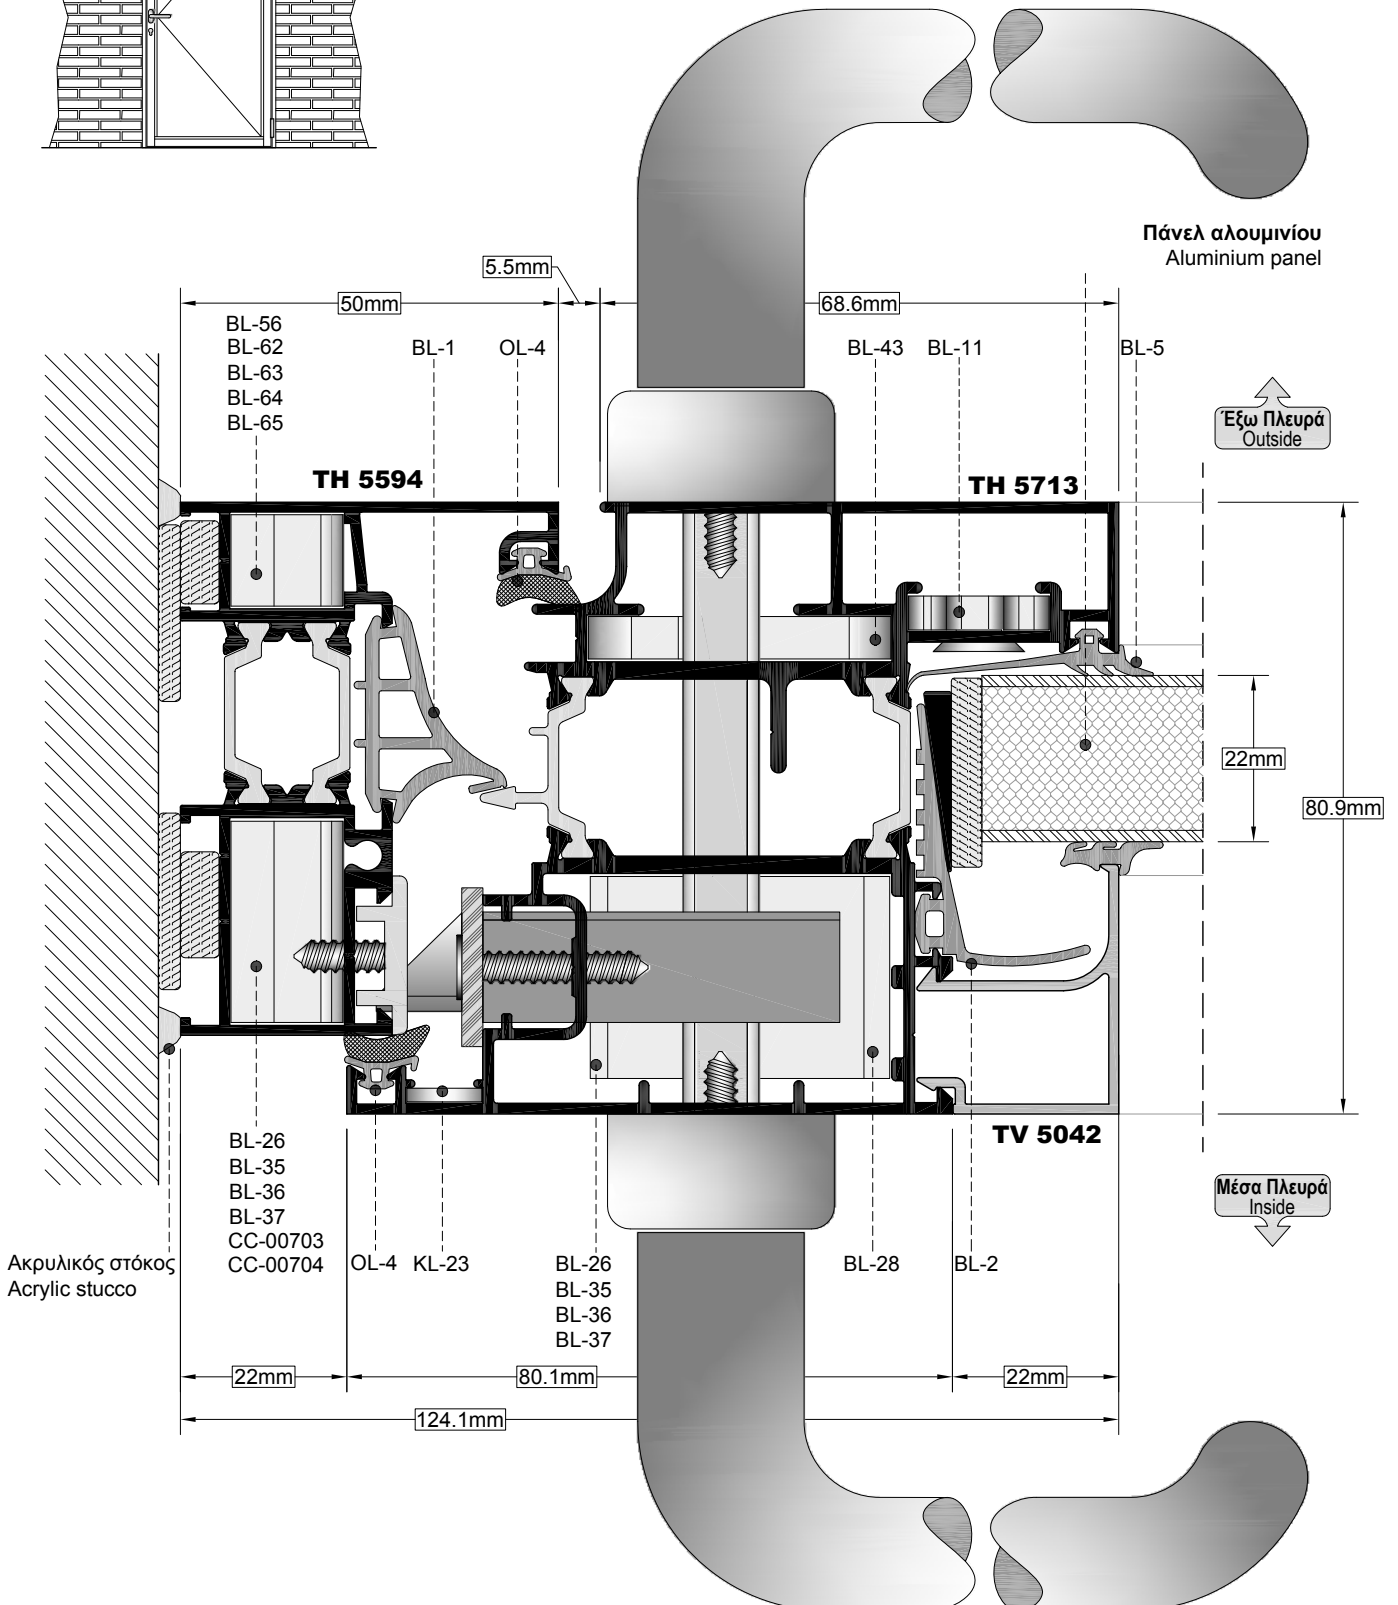 Πάνελ αλουμινίου
Aluminium panel
5.5mm
50mm
68.6mm
BL-56
BL-62
BL-63
BL-64
BL-65
BL-1
OL-4
BL-43
BL-11
BL-5
Έξω Πλευρά
Outside
TH 5594
TH 5713
22mm
80.9mm
TV 5042
Μέσα Πλευρά
Inside
BL-26
BL-35
BL-36
BL-37
CC-00703
CC-00704
Ακρυλικός στόκος
Acrylic stucco
OL-4
KL-23
BL-26
BL-35
BL-36
BL-37
BL-28
BL-2
22mm
80.1mm
22mm
124.1mm